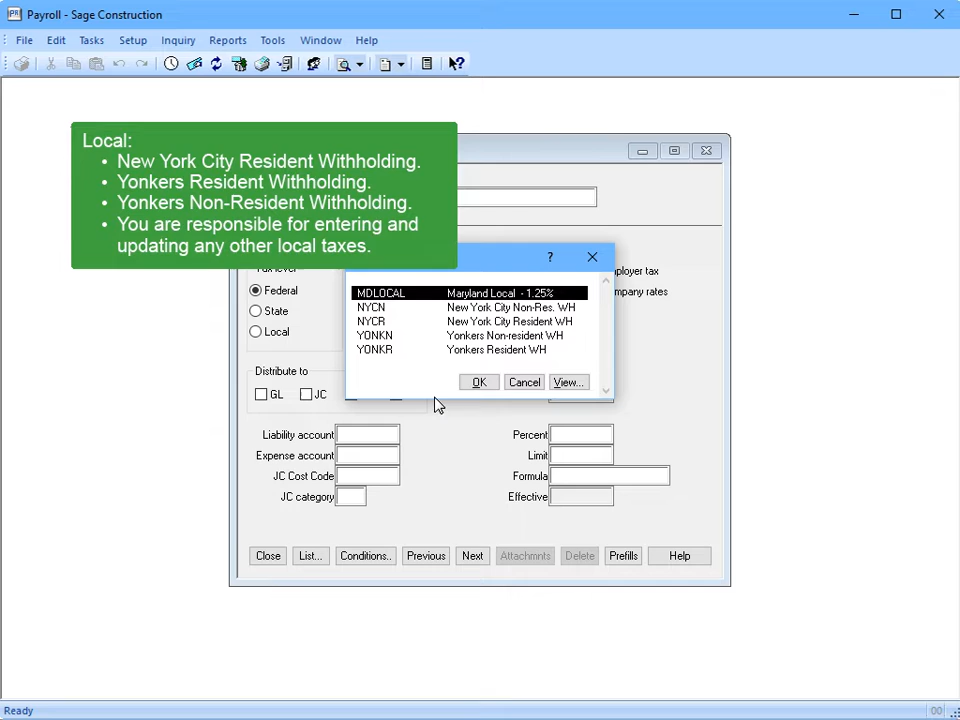 Payroll - Sage Construction
File Edit Tasks Setup Inquiry Reports Tools Window Help
Local:
• New York City Resident Withholding.
• Yonkers Resident Withholding.
• Yonkers Non-Resident Withholding.
• You are responsible for entering and
updating any other local taxes.
Federal
State
Local
MDLOCAL Maryland Local - 1.25%
NYCN New York City Non-Res. WH
NYCR New York City Resident WH
YONKN Yonkers Non-resident WH
YONKR Yonkers Resident WH
OK Cancel View...
Distribute to
GL JC
Liability account
Expense account
JC Cost Code
JC category
Percent
Limit
Formula
Effective
Close List... Conditions.. Previous Next Attachmnts Delete Prefills Help
Ready 00